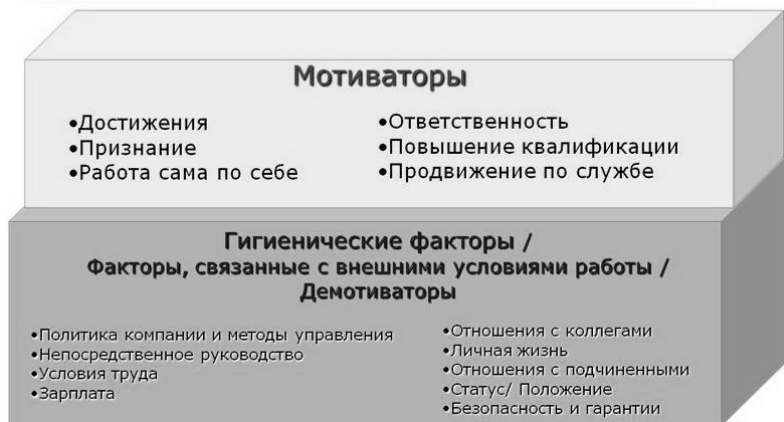 Мотиваторы
•Достижения
•Признание
•Работа сама по себе
•Ответственность
•Повышение квалификации
•Продвижение по службе
Гигиенические факторы /
Факторы, связанные с внешними условиями работы /
Демотиваторы
•Политика компании и методы управления
•Непосредственное руководство
•Условия труда
•Зарплата
•Отношения с коллегами
•Личная жизнь
•Отношения с подчиненными
•Статус/ Положение
•Безопасность и гарантии